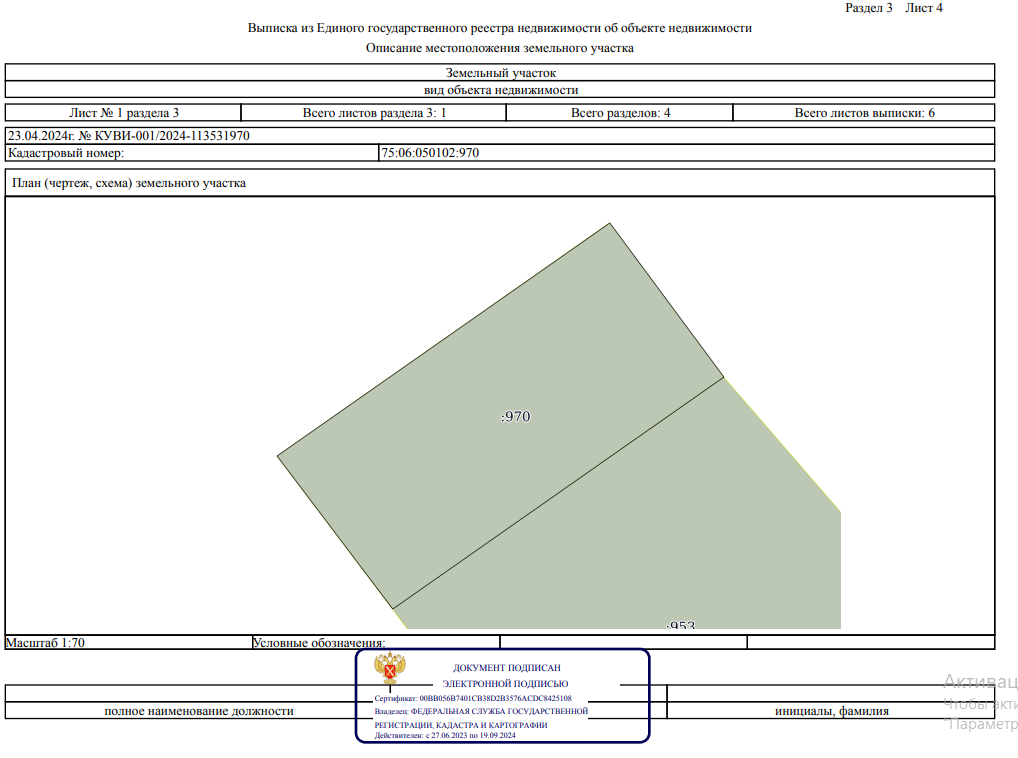 Раздел 3 Лист 4
Выписка из Единого государственного реестра недвижимости об объекте недвижимости
Описание местоположения земельного участка
Земельный участок
вид объекта недвижимости
Лист № 1 раздела 3 Всего листов раздела 3: 1 Всего разделов: 4 Всего листов выписки: 6
23.04.2024г. № КУВИ-001/2024-113531970
Кадастровый номер: 75:06:050102:970
План (чертеж, схема) земельного участка
:970
:953
Масштаб 1:70 Условные обозначения:
ДОКУМЕНТ ПОДПИСАН
ЭЛЕКТРОННОЙ ПОДПИСЬЮ
Сертификат: 00BB056B7401CB38D2B3576ACDC8425108
Владелец: ФЕДЕРАЛЬНАЯ СЛУЖБА ГОСУДАРСТВЕННОЙ
РЕГИСТРАЦИИ, КАДАСТРА И КАРТОГРАФИИ
Действителен: с 27.06.2023 по 19.09.2024
полное наименование должности инициалы, фамилия
Активац
Чтобы акти
"Параметр